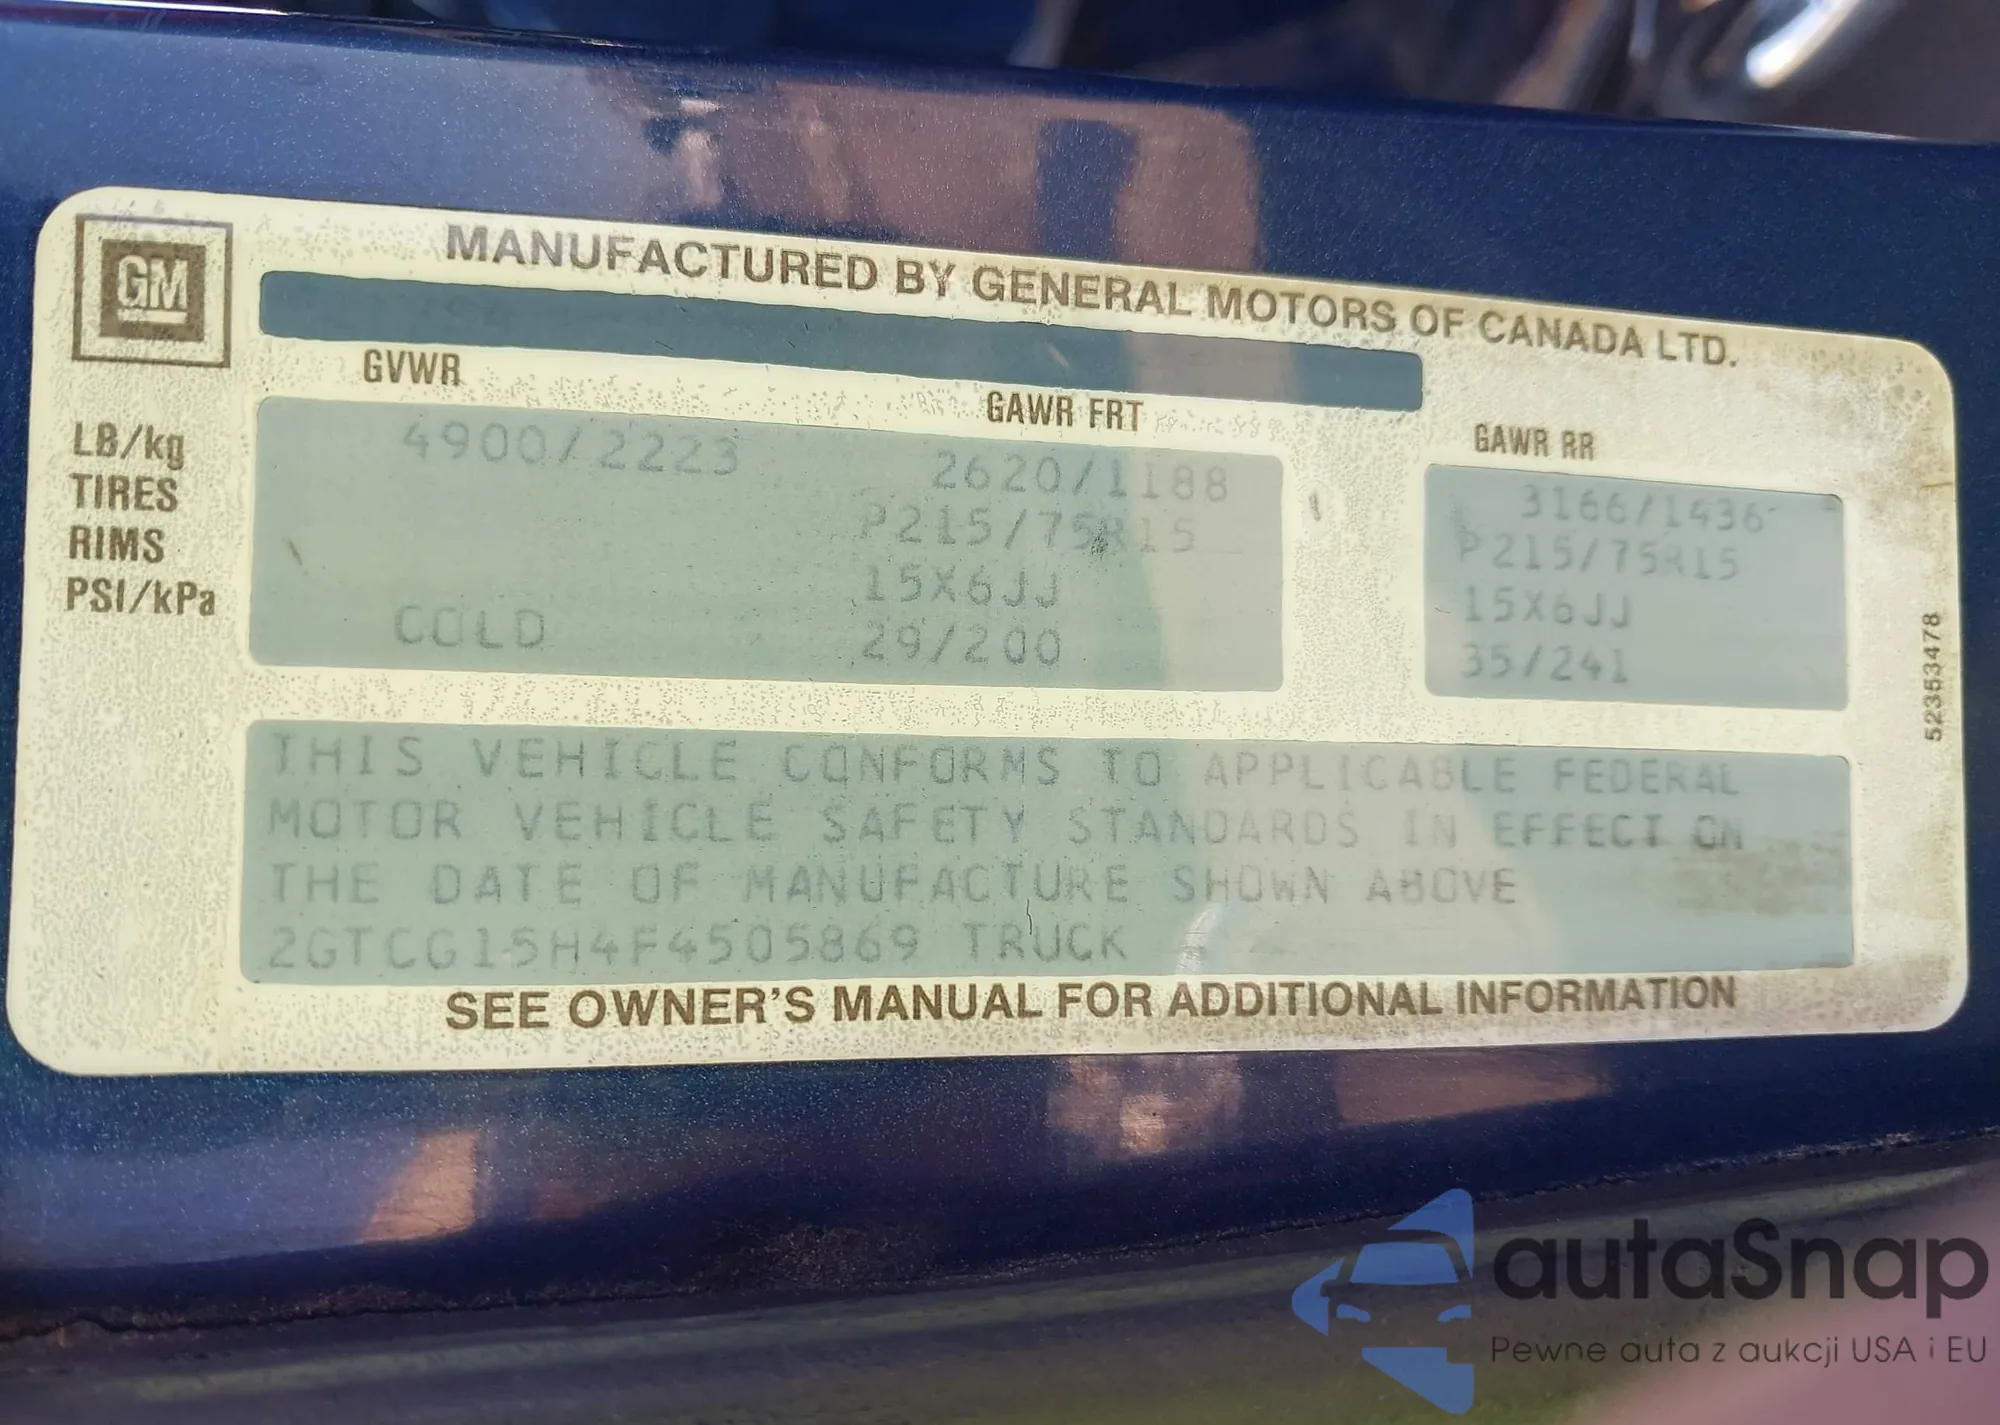 GM
MANUFACTURED BY GENERAL MOTORS OF CANADA LTD.
GVWR GAWR FRT GAWR RR
LB/kg 4900/2223 2620/1188 3166/1436
TIRES P215/75R15 P215/75R15
RIMS 15X6JJ 15X6JJ
PSI/kPa COLD 29/200 35/241
THIS VEHICLE CONFORMS TO APPLICABLE FEDERAL
MOTOR VEHICLE SAFETY STANDARDS IN EFFECT ON
THE DATE OF MANUFACTURE SHOWN ABOVE
2GTCG15H4F4505869 TRUCK
SEE OWNER'S MANUAL FOR ADDITIONAL INFORMATION
52353478
autaSnap
Pewne auta z aukcji USA i EU